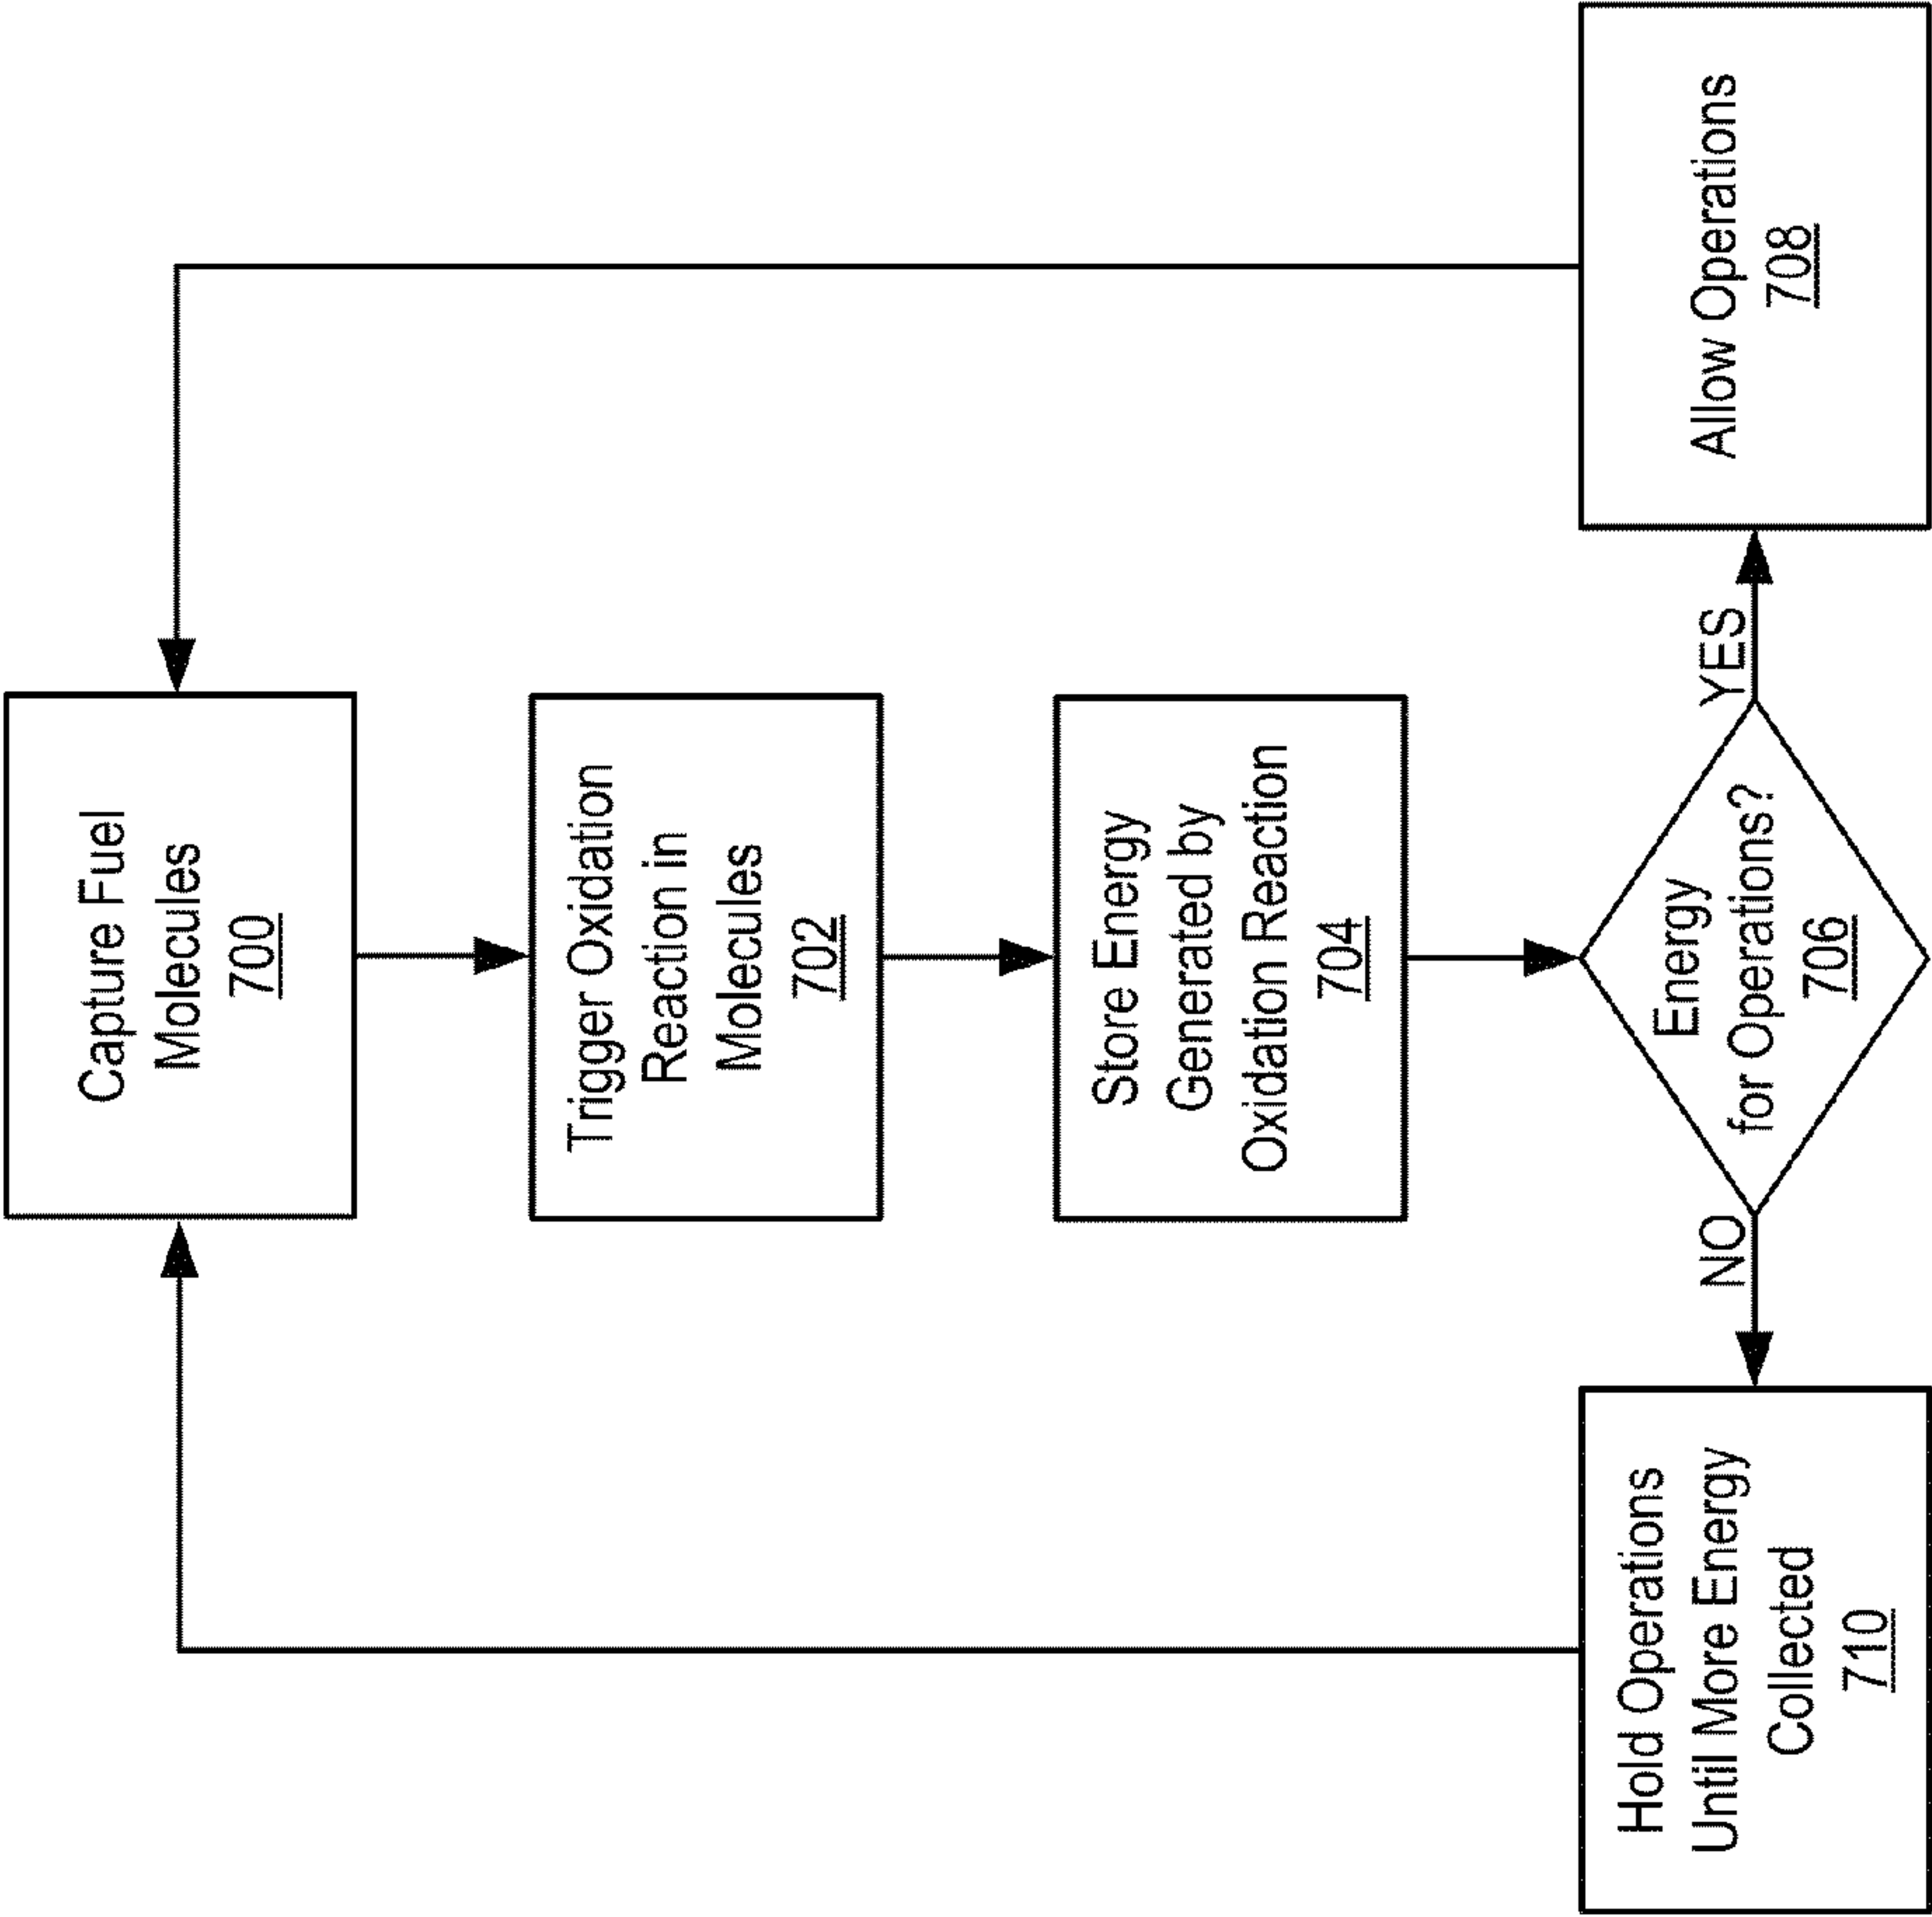 Capture Fuel
Molecules
700
Trigger Oxidation
Reaction in
Molecules
702
Store Energy
Generated by
Oxidation Reaction
704
Energy
for Operations?
706
NO
YES
Hold Operations
Until More Energy
Collected
710
Allow Operations
708